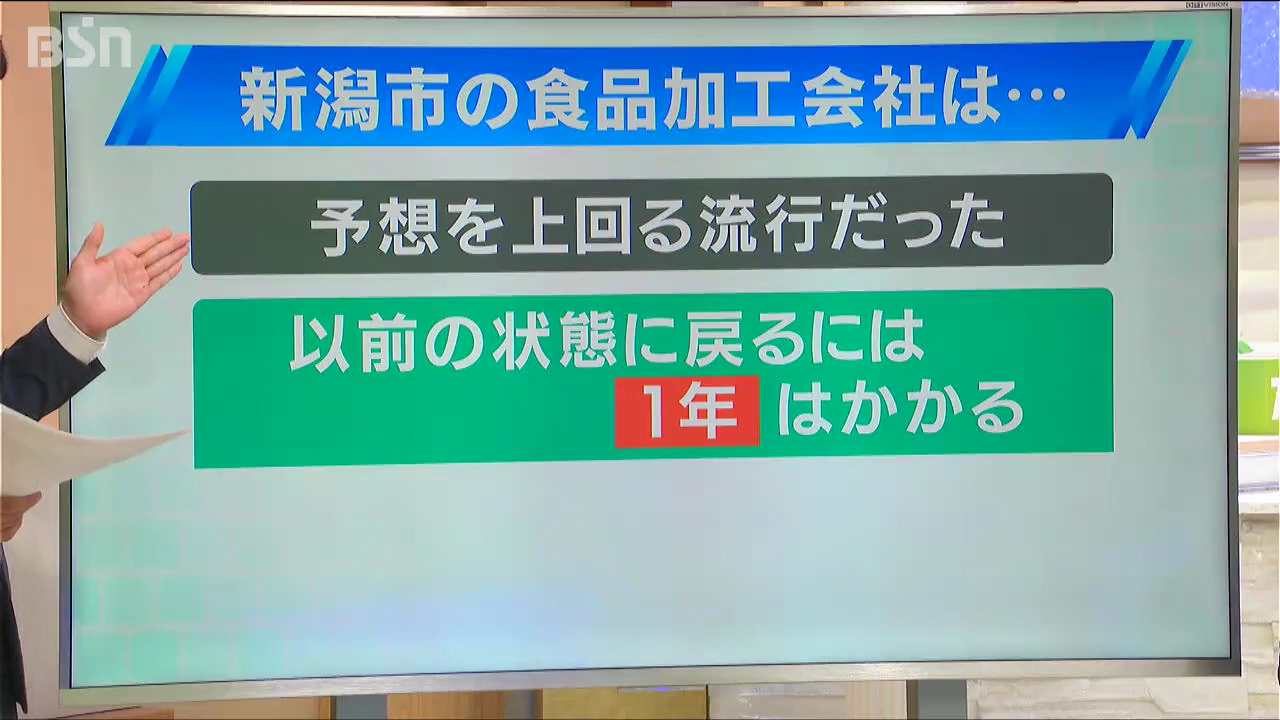 BSN
新潟市の食品加工会社は…
予想を上回る流行だった
以前の状態に戻るには
1年 はかかる